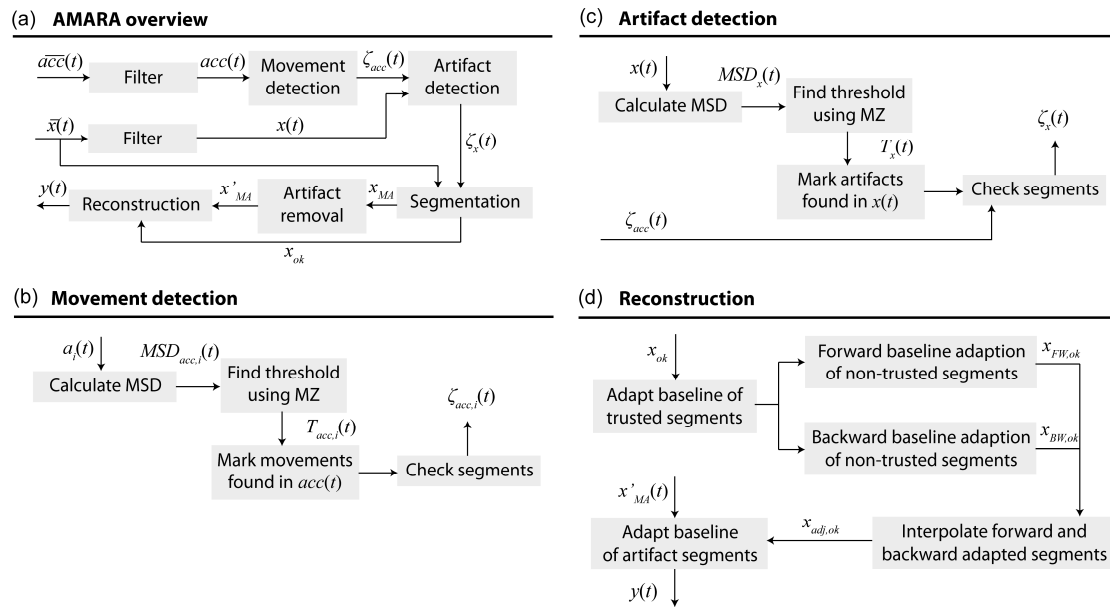 (a) AMARA overview
a̅c̅c̅(t)
Filter
acc(t)
Movement
detection
ζacc(t)
Artifact
detection
x̅(t)
Filter
x(t)
ζx(t)
y(t)
Reconstruction
x'MA
Artifact
removal
xMA
Segmentation
xok
(b) Movement detection
ai(t)
MSDacc,i(t)
Calculate MSD
Find threshold
using MZ
Tacc,i(t)
Mark movements
found in acc(t)
Check segments
ζacc,i(t)
(c) Artifact detection
x(t)
MSDx(t)
Calculate MSD
Find threshold
using MZ
Tx(t)
Mark artifacts
found in x(t)
Check segments
ζx(t)
ζacc(t)
(d) Reconstruction
xok
Adapt baseline of
trusted segments
Forward baseline adaption
of non-trusted segments
xFW,ok
Backward baseline adaption
of non-trusted segments
xBW,ok
x'MA(t)
Adapt baseline
of artifact segments
xadj,ok
Interpolate forward and
backward adapted segments
y(t)